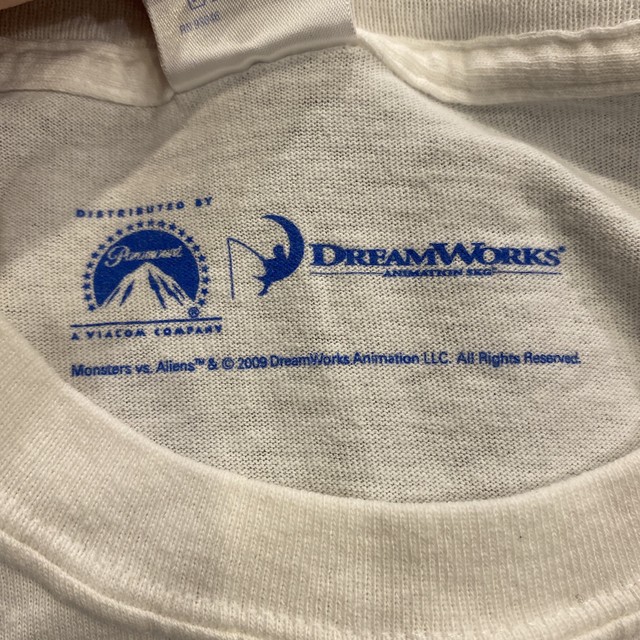 DISTRIBUTED BY
Paramount
®
A VIACOM COMPANY
DREAMWORKS®
ANIMATION SKG
Monsters vs. Aliens™ & © 2009 DreamWorks Animation LLC. All Rights Reserved.